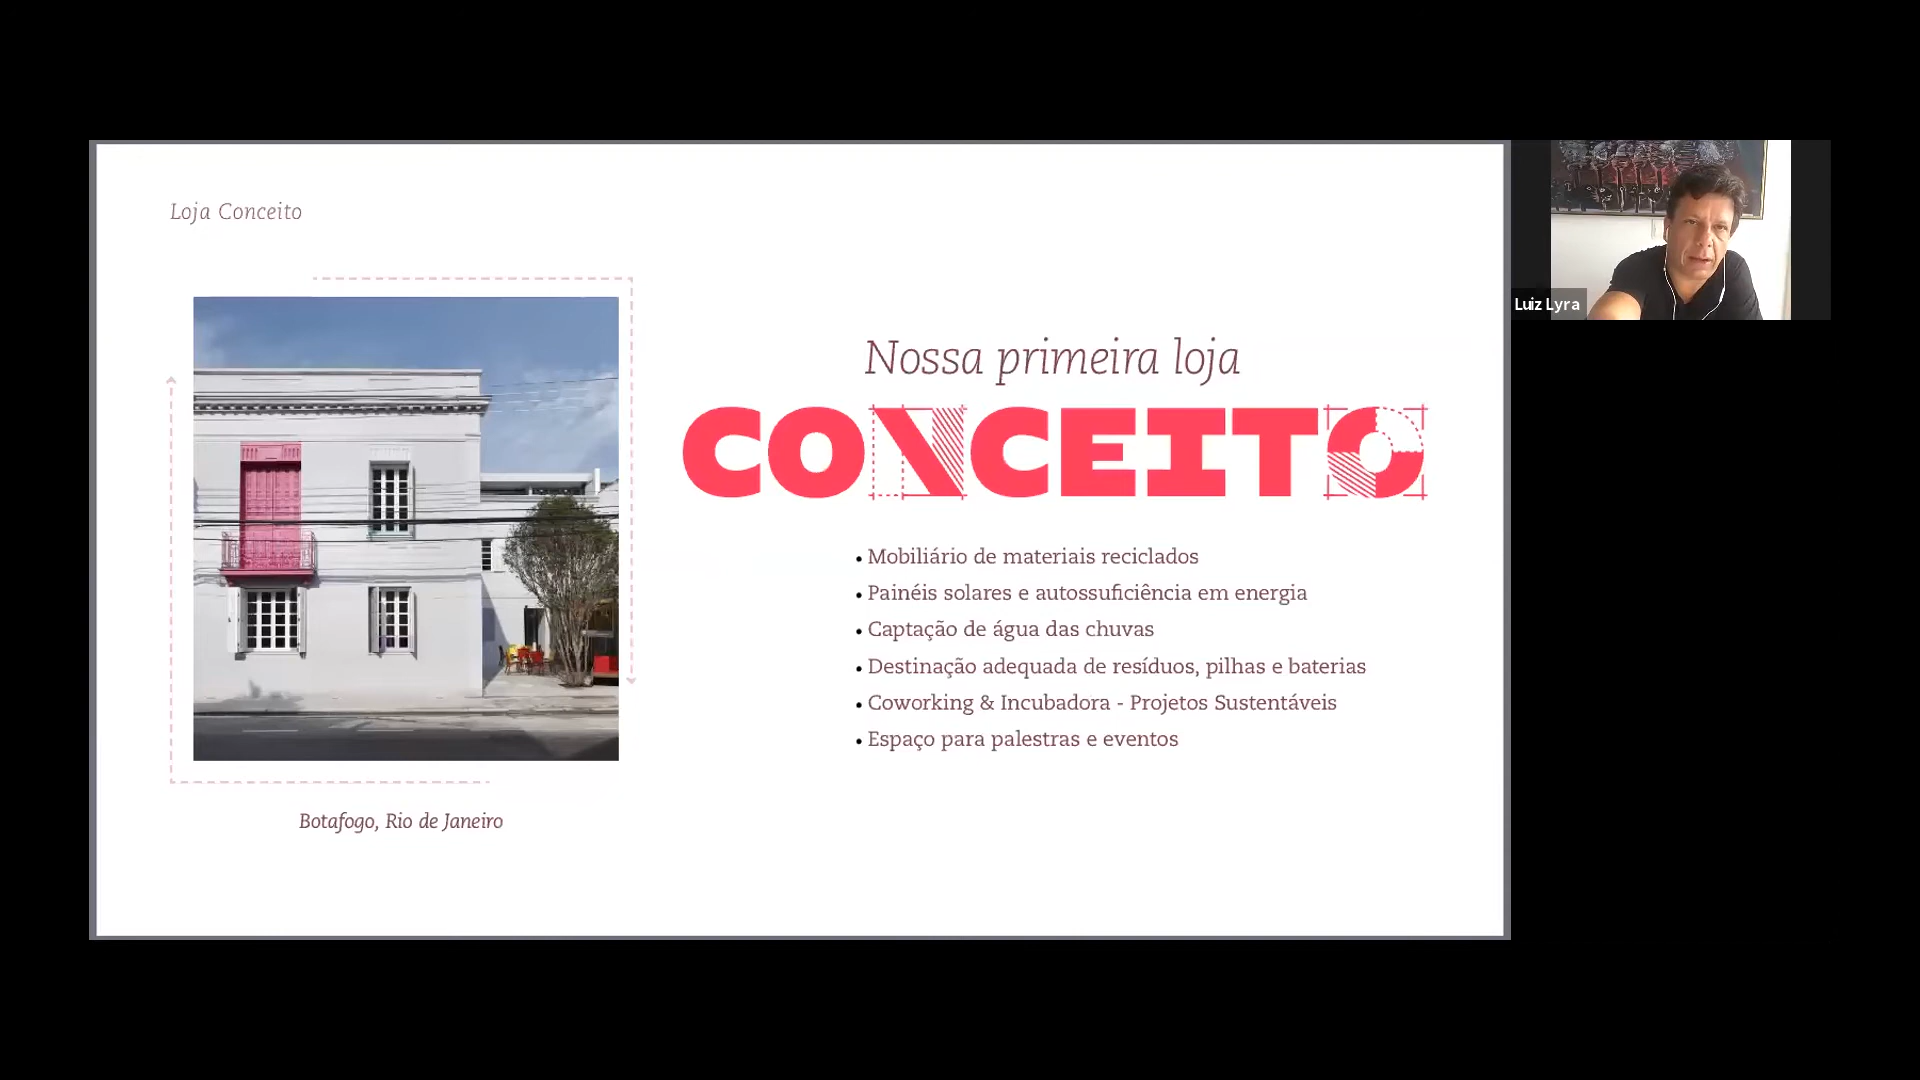 Loja Conceito
Nossa primeira loja
CONCEITO
• Mobiliário de materiais reciclados
• Painéis solares e autossuficiência em energia
• Captação de água das chuvas
• Destinação adequada de resíduos, pilhas e baterias
• Coworking & Incubadora - Projetos Sustentáveis
• Espaço para palestras e eventos
Botafogo, Rio de Janeiro
Luiz Lyra